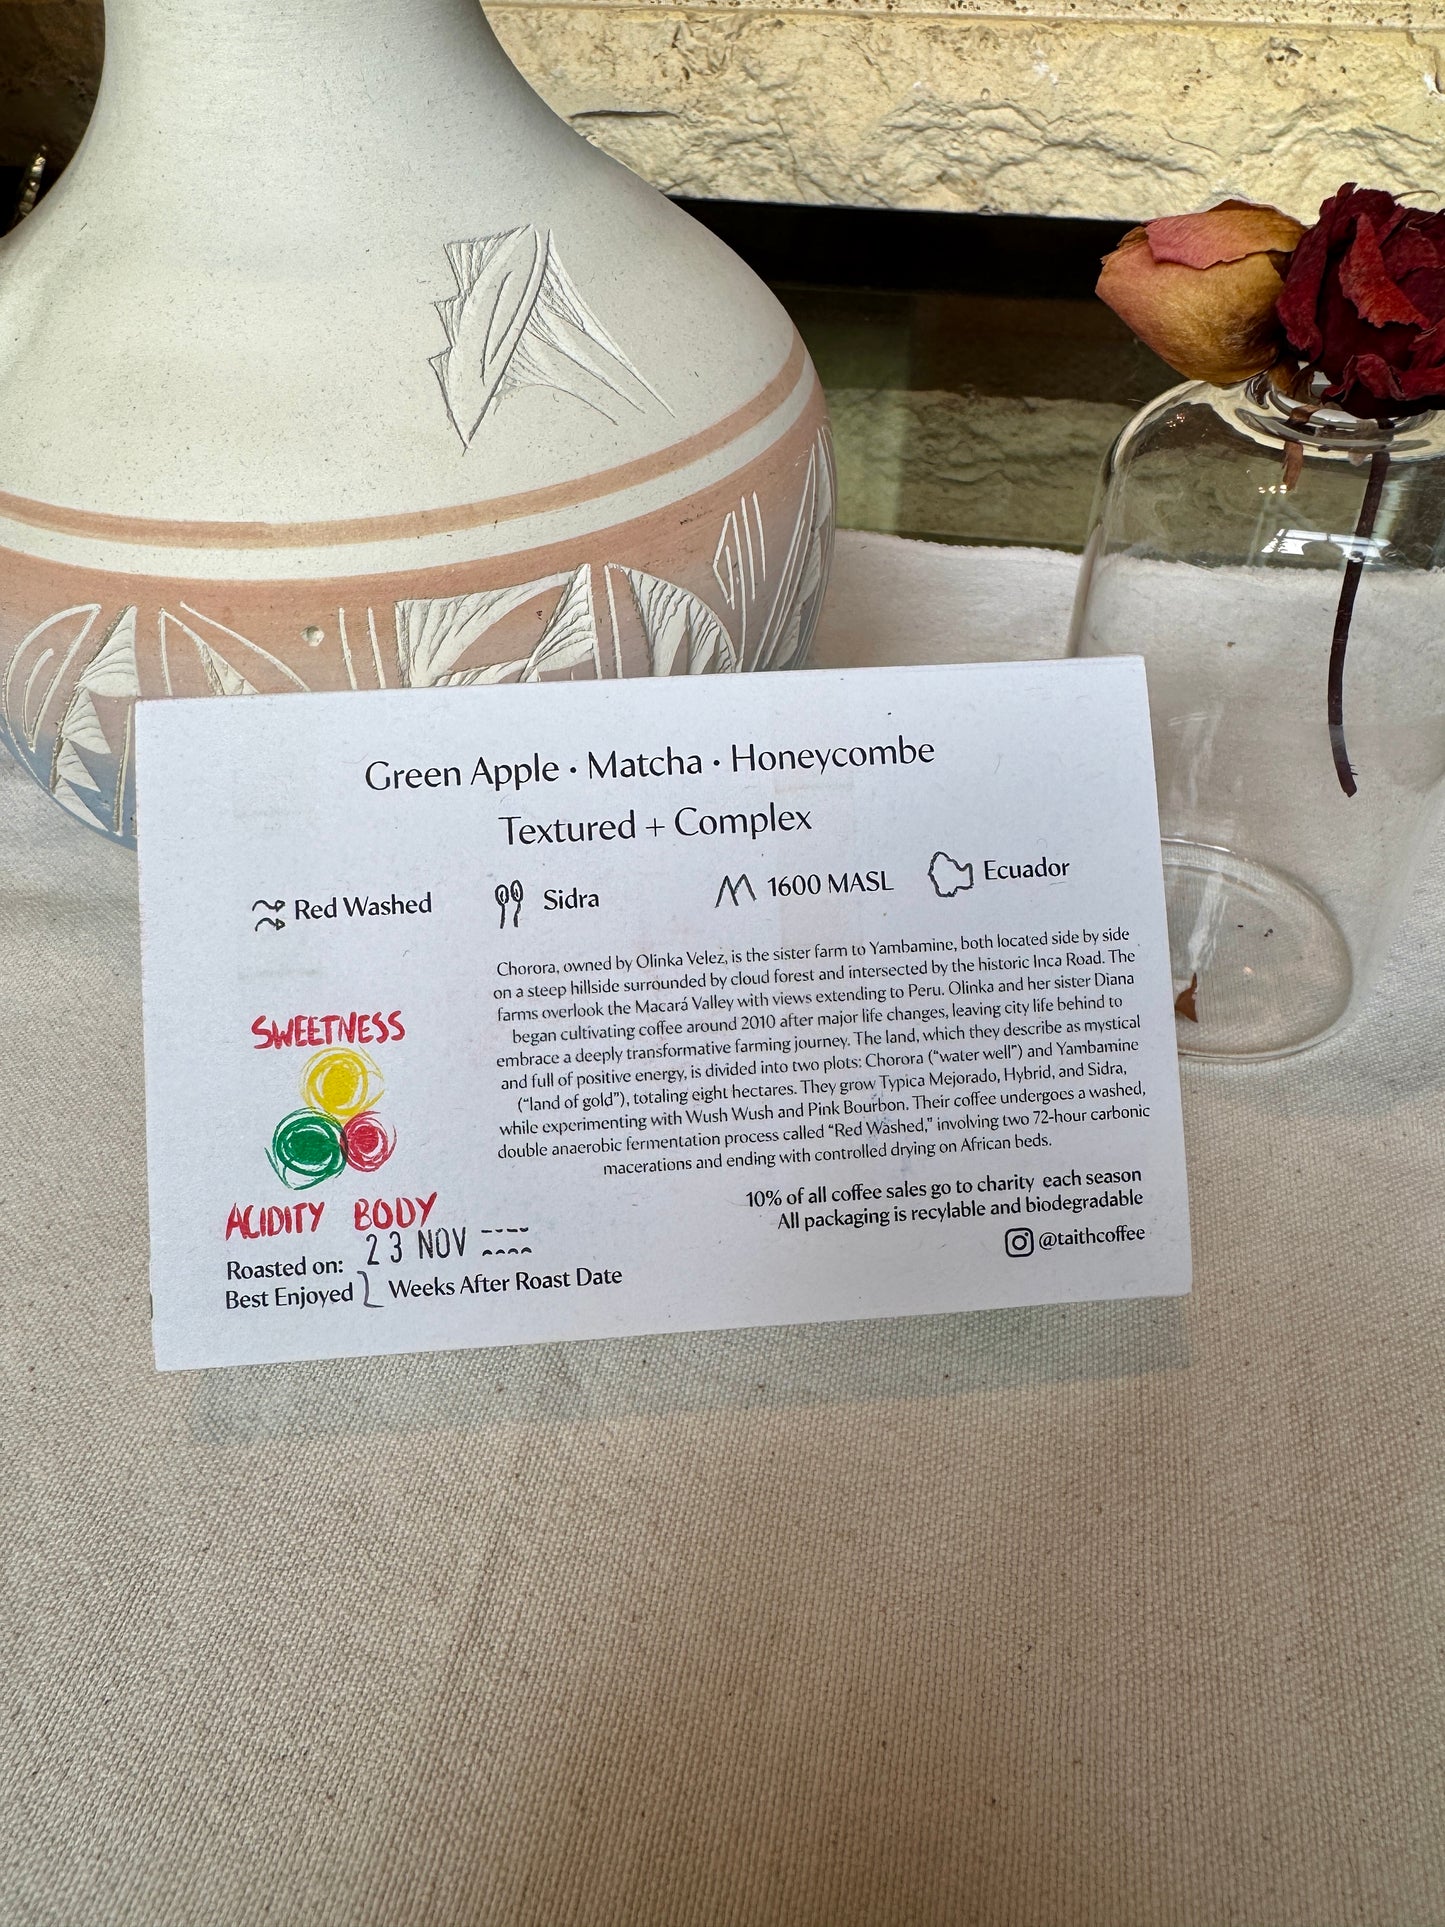 Green Apple · Matcha · Honeycombe
Textured + Complex
Red Washed
Sidra
1600 MASL
Ecuador
Chorora, owned by Olinka Velez, is the sister farm to Yambamine, both located side by side
on a steep hillside surrounded by cloud forest and intersected by the historic Inca Road. The
farms overlook the Macará Valley with views extending to Peru. Olinka and her sister Diana
began cultivating coffee around 2010 after major life changes, leaving city life behind to
embrace a deeply transformative farming journey. The land, which they describe as mystical
and full of positive energy, is divided into two plots: Chorora (“water well”) and Yambamine
(“land of gold”), totaling eight hectares. They grow Typica Mejorado, Hybrid, and Sidra,
while experimenting with Wush Wush and Pink Bourbon. Their coffee undergoes a washed,
double anaerobic fermentation process called “Red Washed,” involving two 72-hour carbonic
macerations and ending with controlled drying on African beds.
SWEETNESS
ACIDITY BODY
10% of all coffee sales go to charity each season
All packaging is recylable and biodegradable
@taithcoffee
Roasted on: 23 NOV
Best Enjoyed 2 Weeks After Roast Date